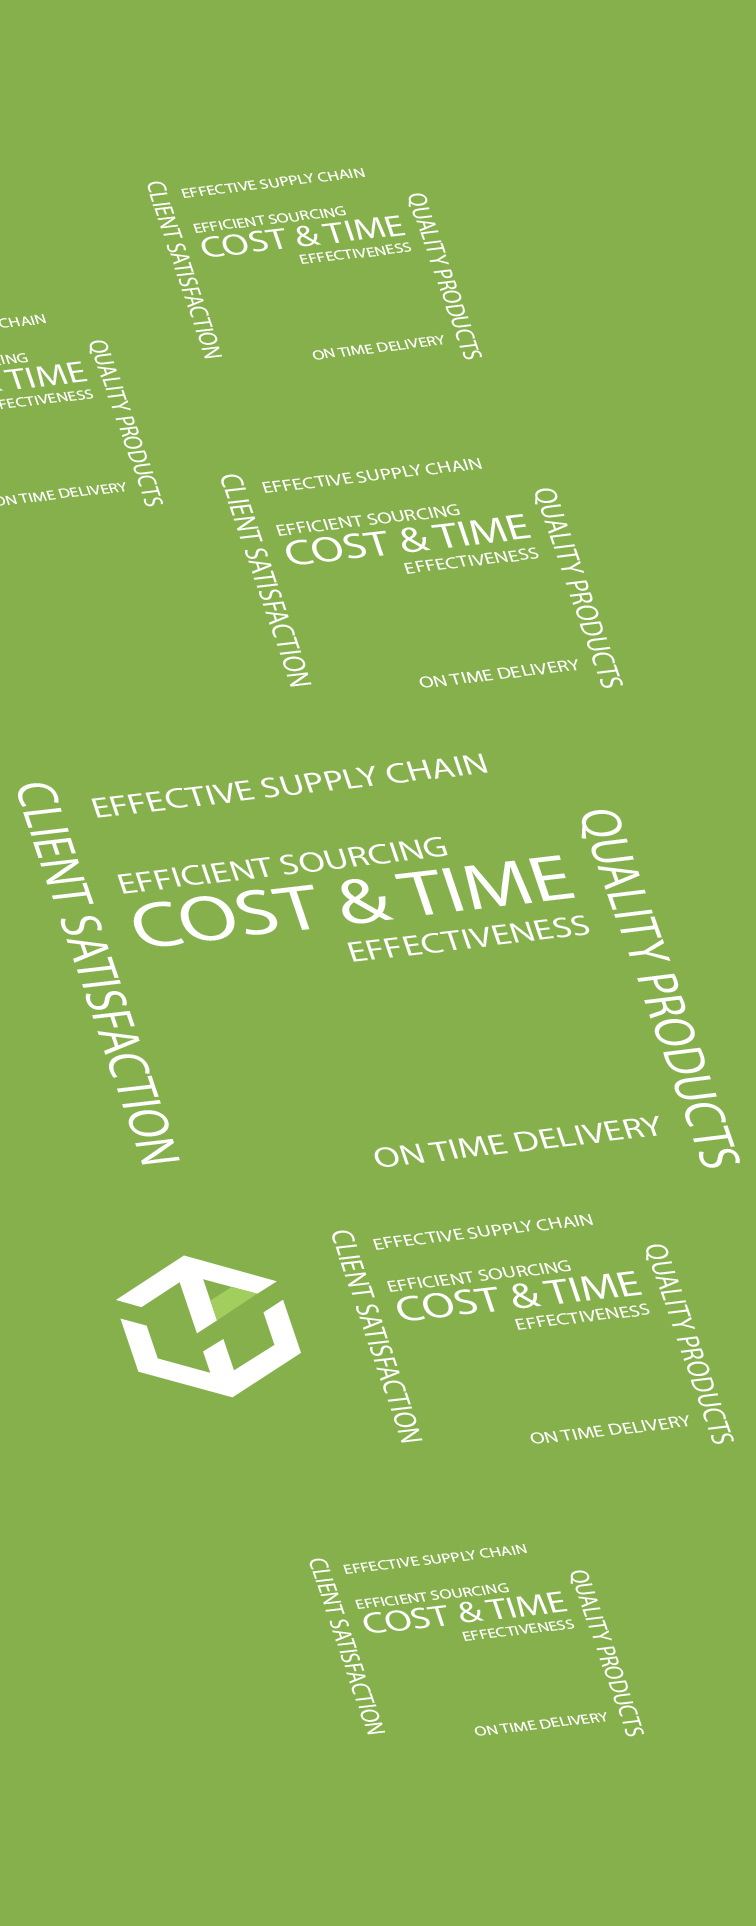 EFFECTIVE SUPPLY CHAIN
CLIENT SATISFACTION
EFFICIENT SOURCING
COST & TIME
EFFECTIVENESS
QUALITY PRODUCTS
ON TIME DELIVERY
CHAIN
TIME
QUALITY PRODUCTS
ON TIME DELIVERY
EFFECTIVE SUPPLY CHAIN
CLIENT SATISFACTION
EFFICIENT SOURCING
COST & TIME
EFFECTIVENESS
QUALITY PRODUCTS
ON TIME DELIVERY
EFFECTIVE SUPPLY CHAIN
CLIENT SATISFACTION
EFFICIENT SOURCING
COST & TIME
EFFECTIVENESS
QUALITY PRODUCTS
ON TIME DELIVERY
EFFECTIVE SUPPLY CHAIN
CLIENT SATISFACTION
EFFICIENT SOURCING
COST & TIME
EFFECTIVENESS
QUALITY PRODUCTS
ON TIME DELIVERY
EFFECTIVE SUPPLY CHAIN
CLIENT SATISFACTION
EFFICIENT SOURCING
COST & TIME
EFFECTIVENESS
QUALITY PRODUCTS
ON TIME DELIVERY